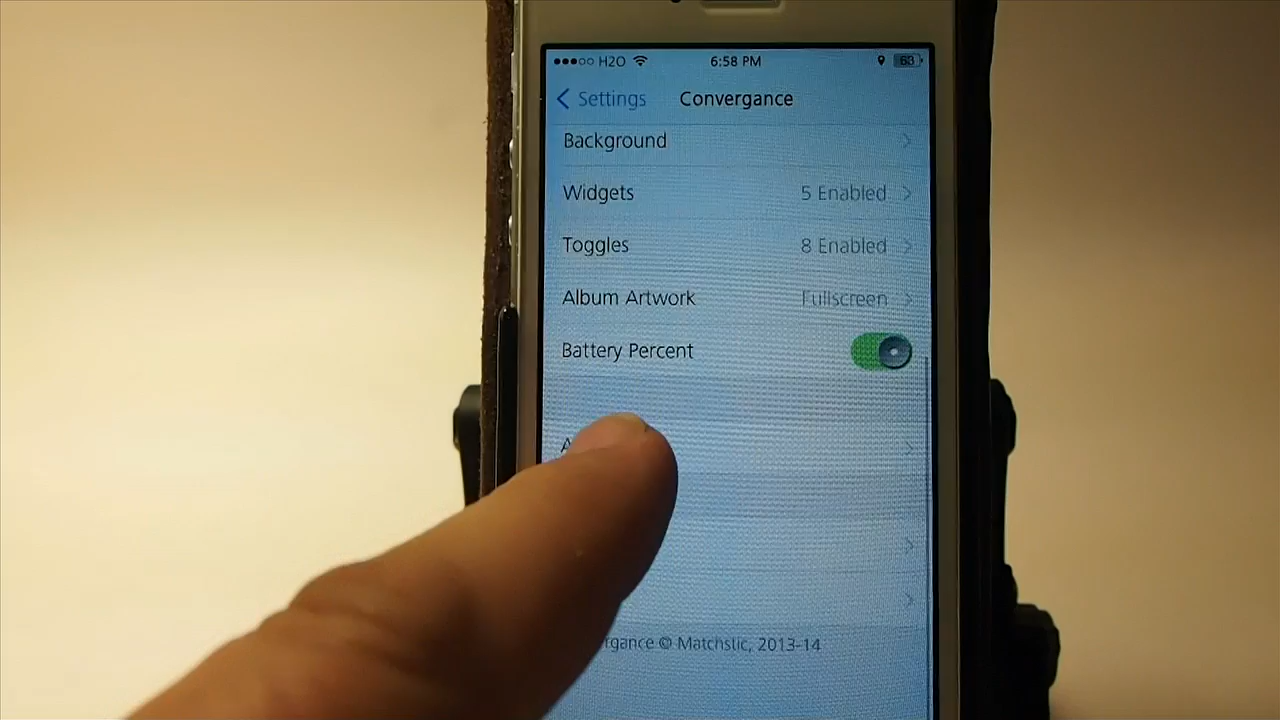 H2O 6:58 PM 63
Settings Convergance
Background
Widgets 5 Enabled
Toggles 8 Enabled
Album Artwork Fullscreen
Battery Percent
© Matchstic, 2013-14